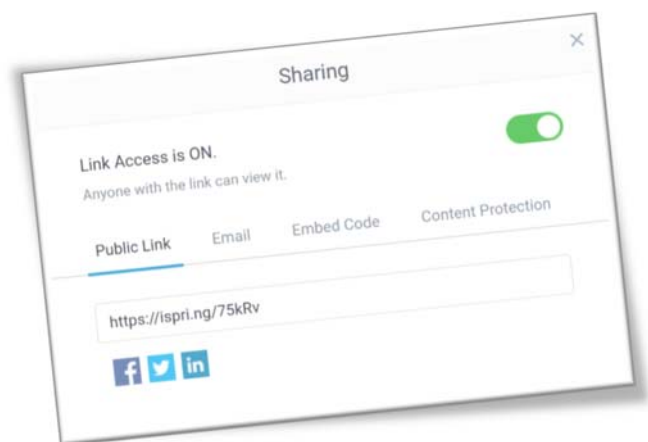 Sharing
Link Access is ON.
Anyone with the link can view it.
Public Link Email Embed Code Content Protection
https://ispri.ng/75kRv